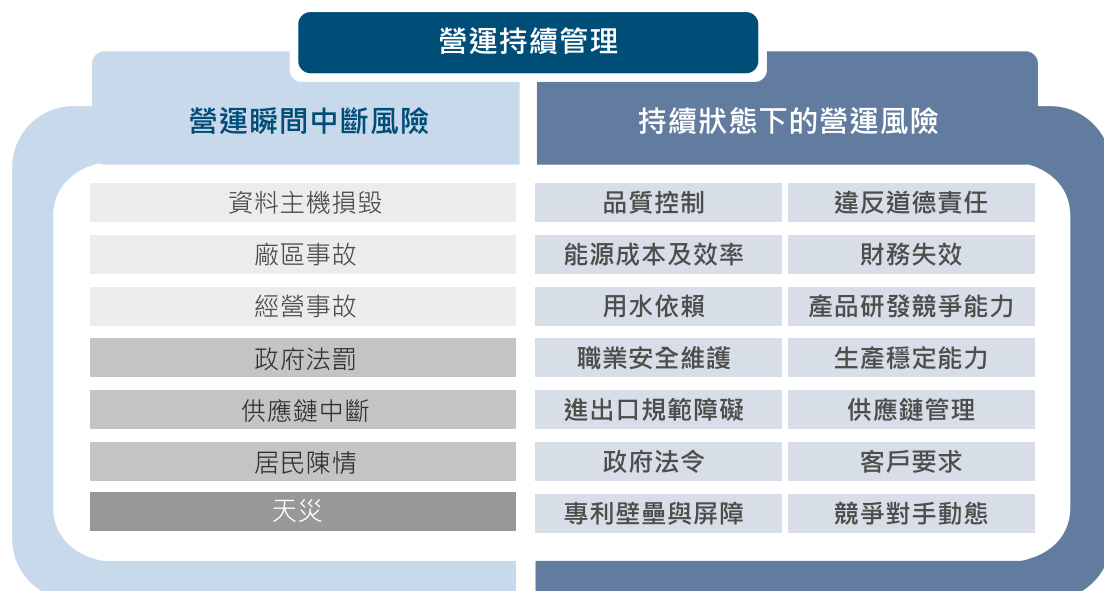 營運持續管理
營運瞬間中斷風險
資料主機損毀
廠區事故
經營事故
政府法罰
供應鏈中斷
居民陳情
天災
持續狀態下的營運風險
品質控制 違反道德責任
能源成本及效率 財務失效
用水依賴 產品研發競爭能力
職業安全維護 生產穩定能力
進出口規範障礙 供應鏈管理
政府法令 客戶要求
專利壁壘與屏障 競爭對手動態